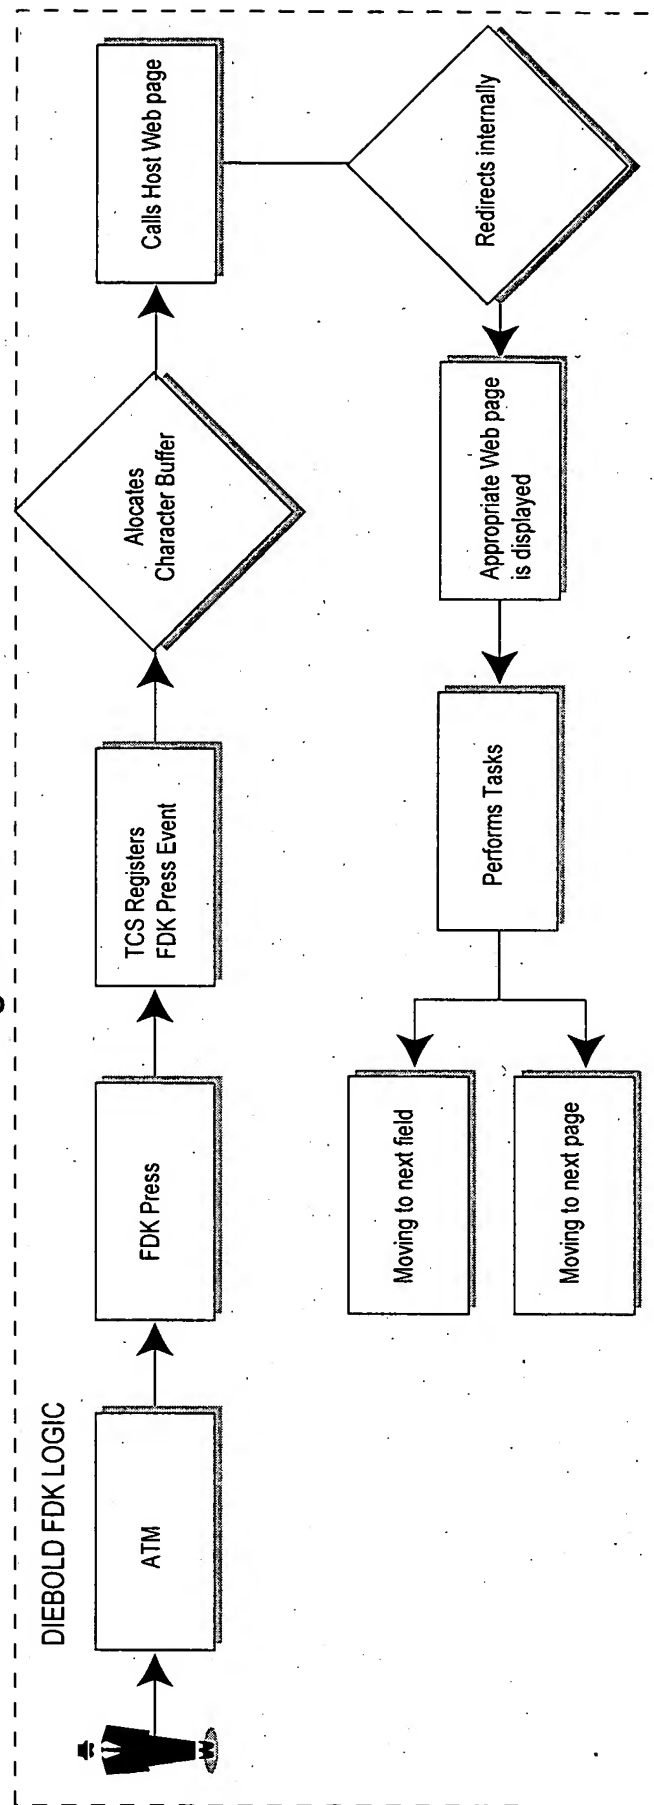 DIEBOLD FDK LOGIC
ATM
FDK Press
TCS Registers
FDK Press Event
Alocates
Character Buffer
Calls Host Web page
Redirects internally
Appropriate Web page
is displayed
Performs Tasks
Moving to next field
Moving to next page